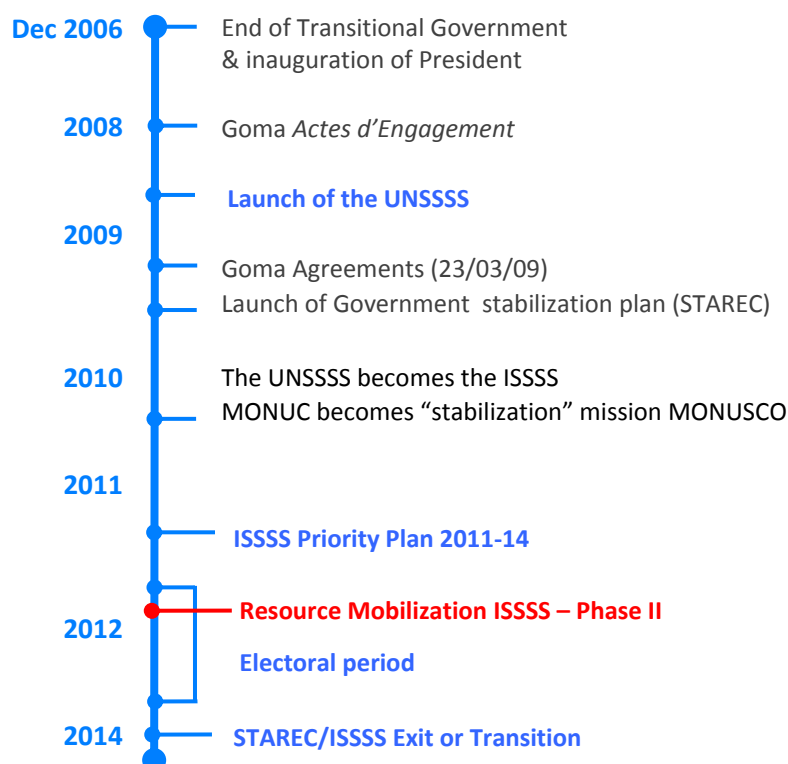 Dec 2006
End of Transitional Government
& inauguration of President
2008
Goma Actes d’Engagement
Launch of the UNSSSS
2009
Goma Agreements (23/03/09)
Launch of Government stabilization plan (STAREC)
2010
The UNSSSS becomes the ISSSS
MONUC becomes “stabilization” mission MONUSCO
2011
ISSSS Priority Plan 2011-14
Resource Mobilization ISSSS – Phase II
2012
Electoral period
2014
STAREC/ISSSS Exit or Transition